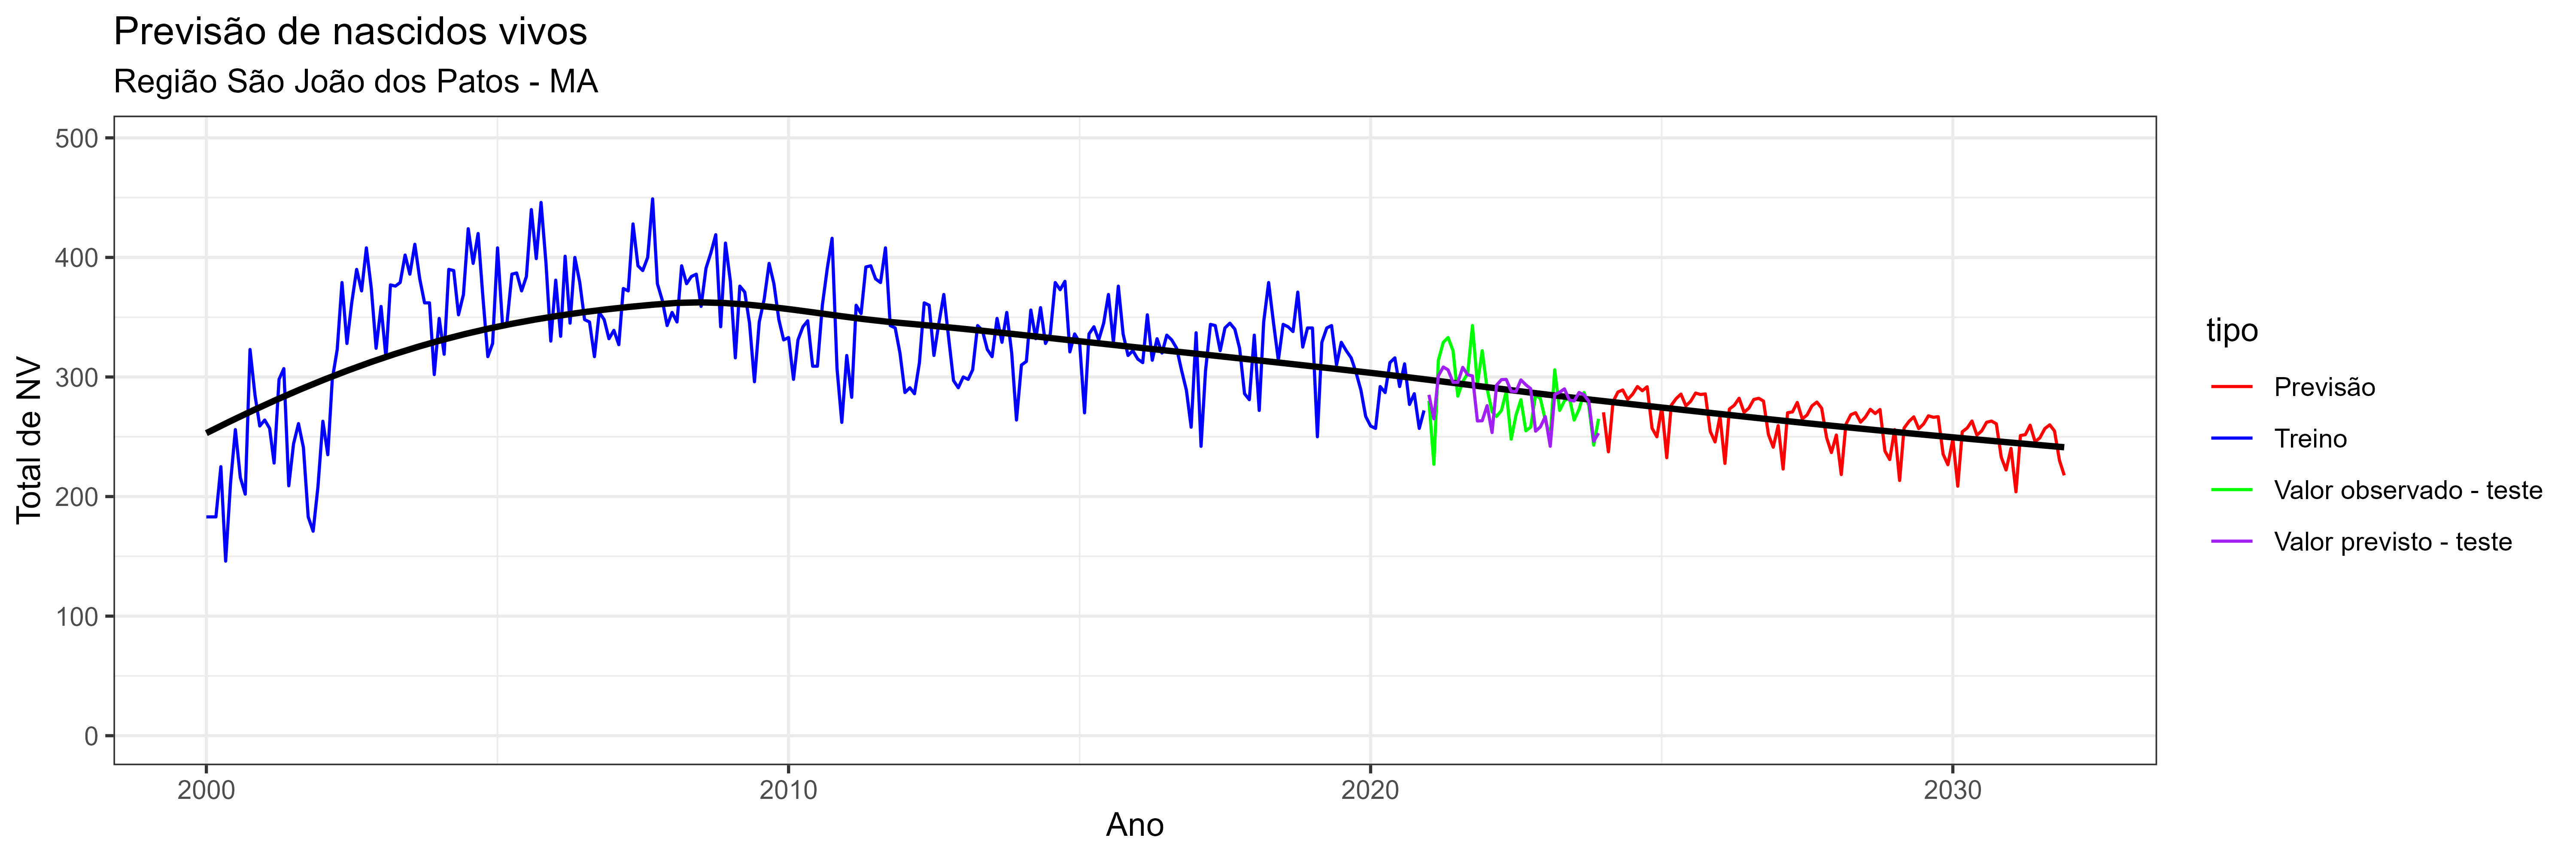 Previsão de nascidos vivos
Região São João dos Patos - MA
Total de NV
500
400
300
200
100
0
2000
2010
2020
2030
Ano
tipo
Previsão
Treino
Valor observado - teste
Valor previsto - teste